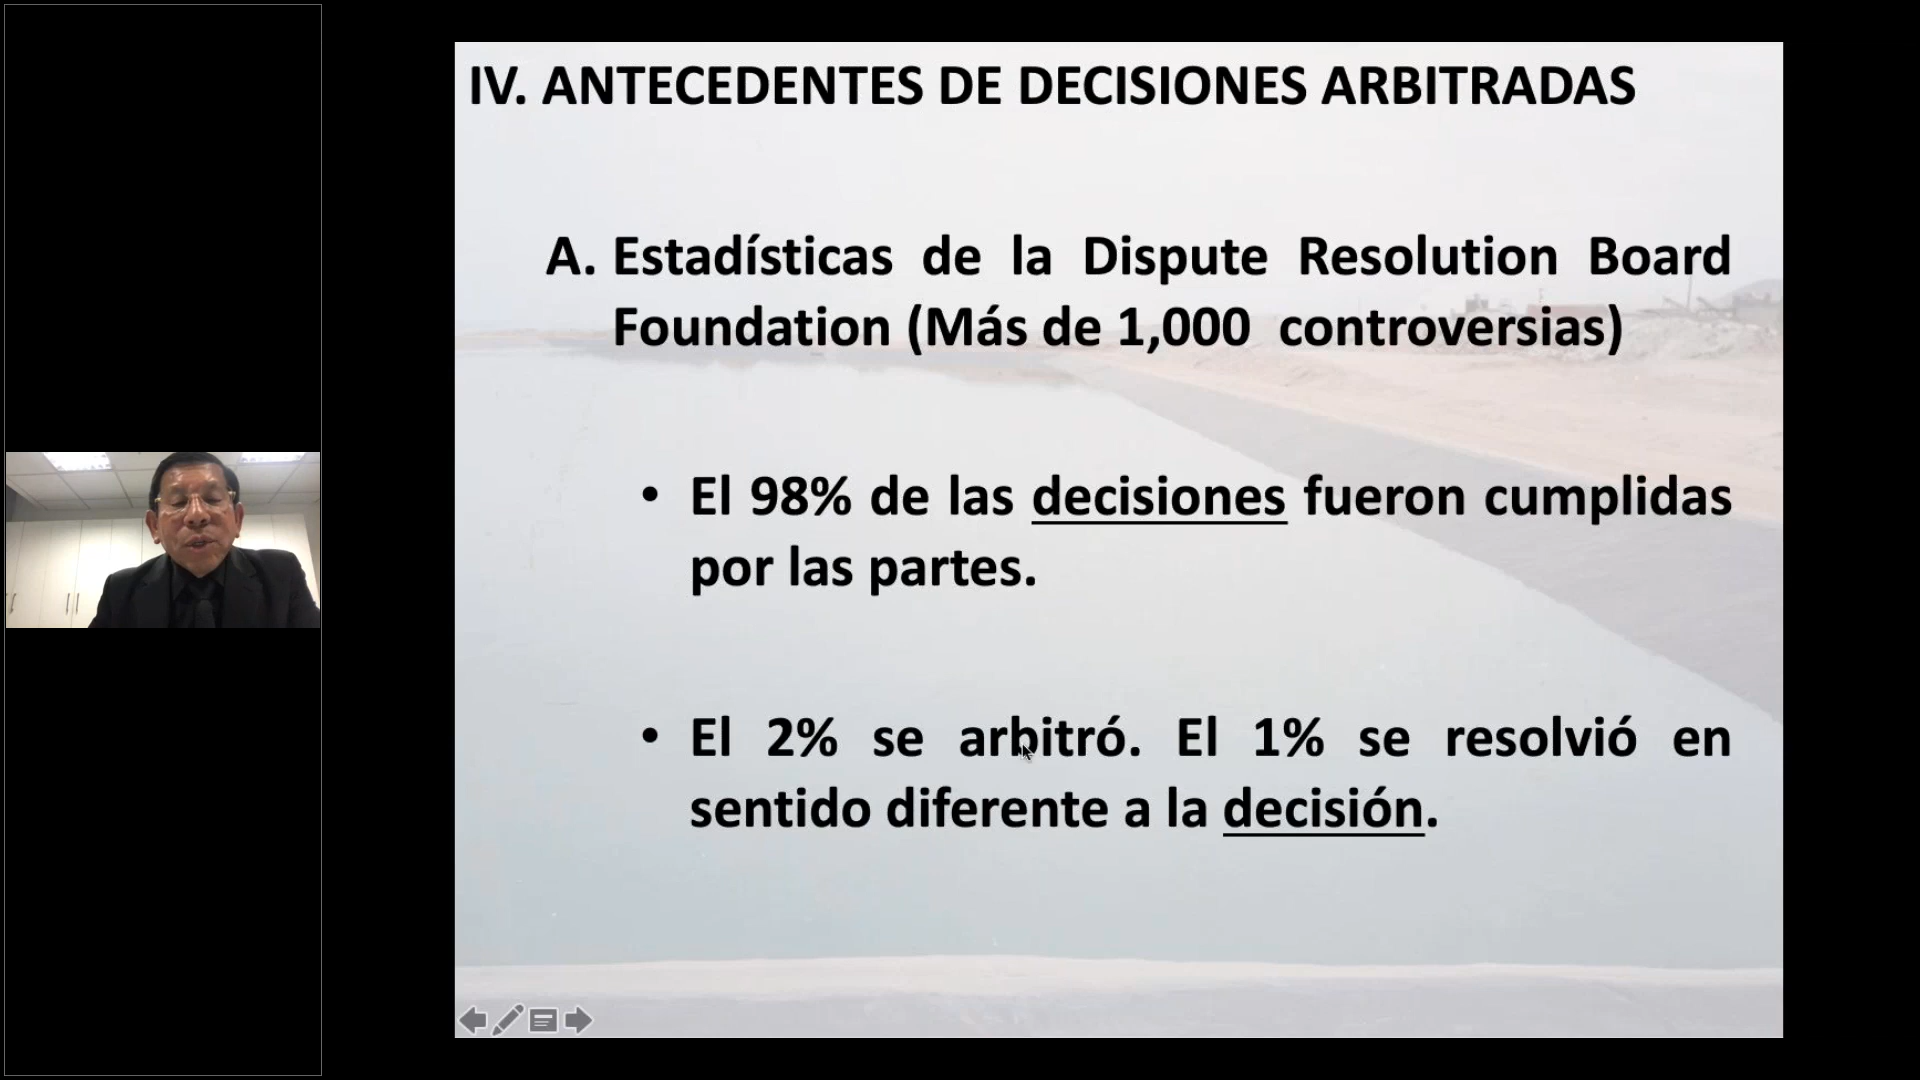 IV. ANTECEDENTES DE DECISIONES ARBITRADAS
A. Estadísticas de la Dispute Resolution Board
Foundation (Más de 1,000 controversias)
• El 98% de las decisiones fueron cumplidas
por las partes.
• El 2% se arbitró. El 1% se resolvió en
sentido diferente a la decisión.